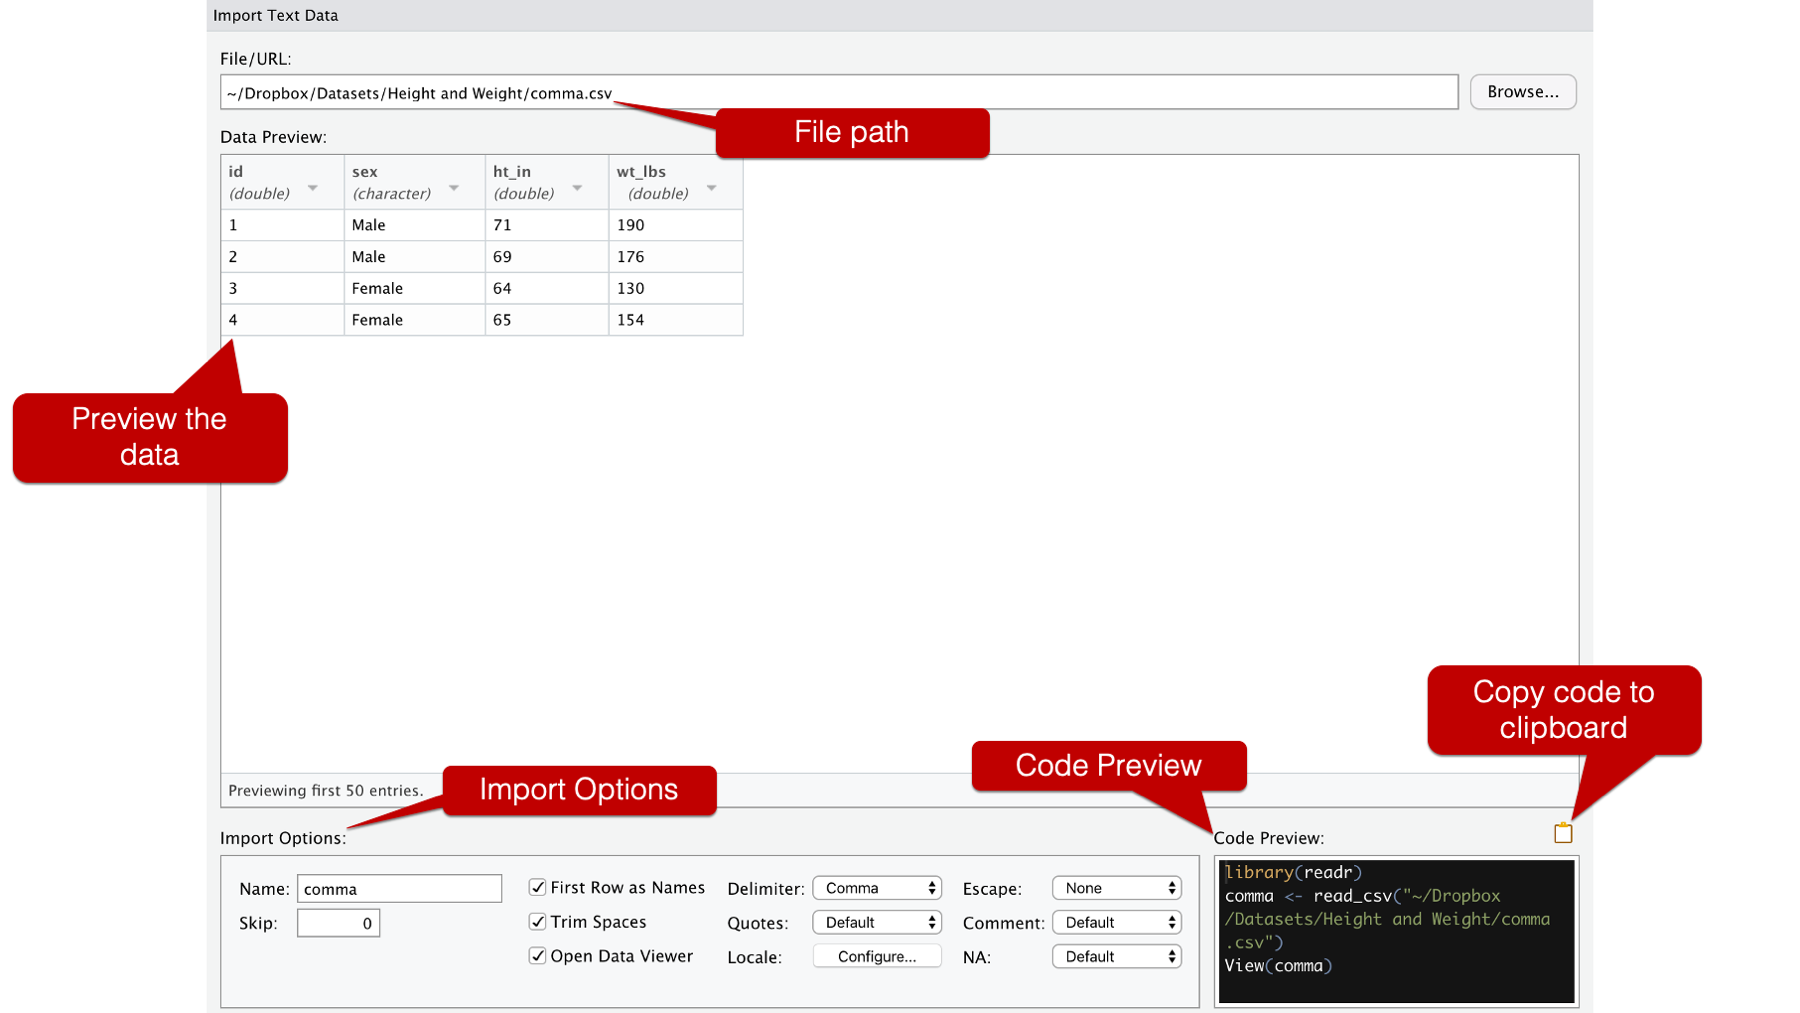 Import Text Data
File/URL:
~/Dropbox/Datasets/Height and Weight/comma.csv
Browse...
File path
Data Preview:
id sex ht_in wt_lbs
(double) (character) (double) (double)
1 Male 71 190
2 Male 69 176
3 Female 64 130
4 Female 65 154
Preview the
data
Copy code to
clipboard
Code Preview
Import Options
Previewing first 50 entries.
Import Options:
Code Preview:
Name: comma
Skip: 0
First Row as Names
Trim Spaces
Open Data Viewer
Delimiter: Comma
Quotes: Default
Locale: Configure...
Escape: None
Comment: Default
NA: Default
library(readr)
comma <- read_csv("~/Dropbox
/Datasets/Height and Weight/comma
.csv")
View(comma)